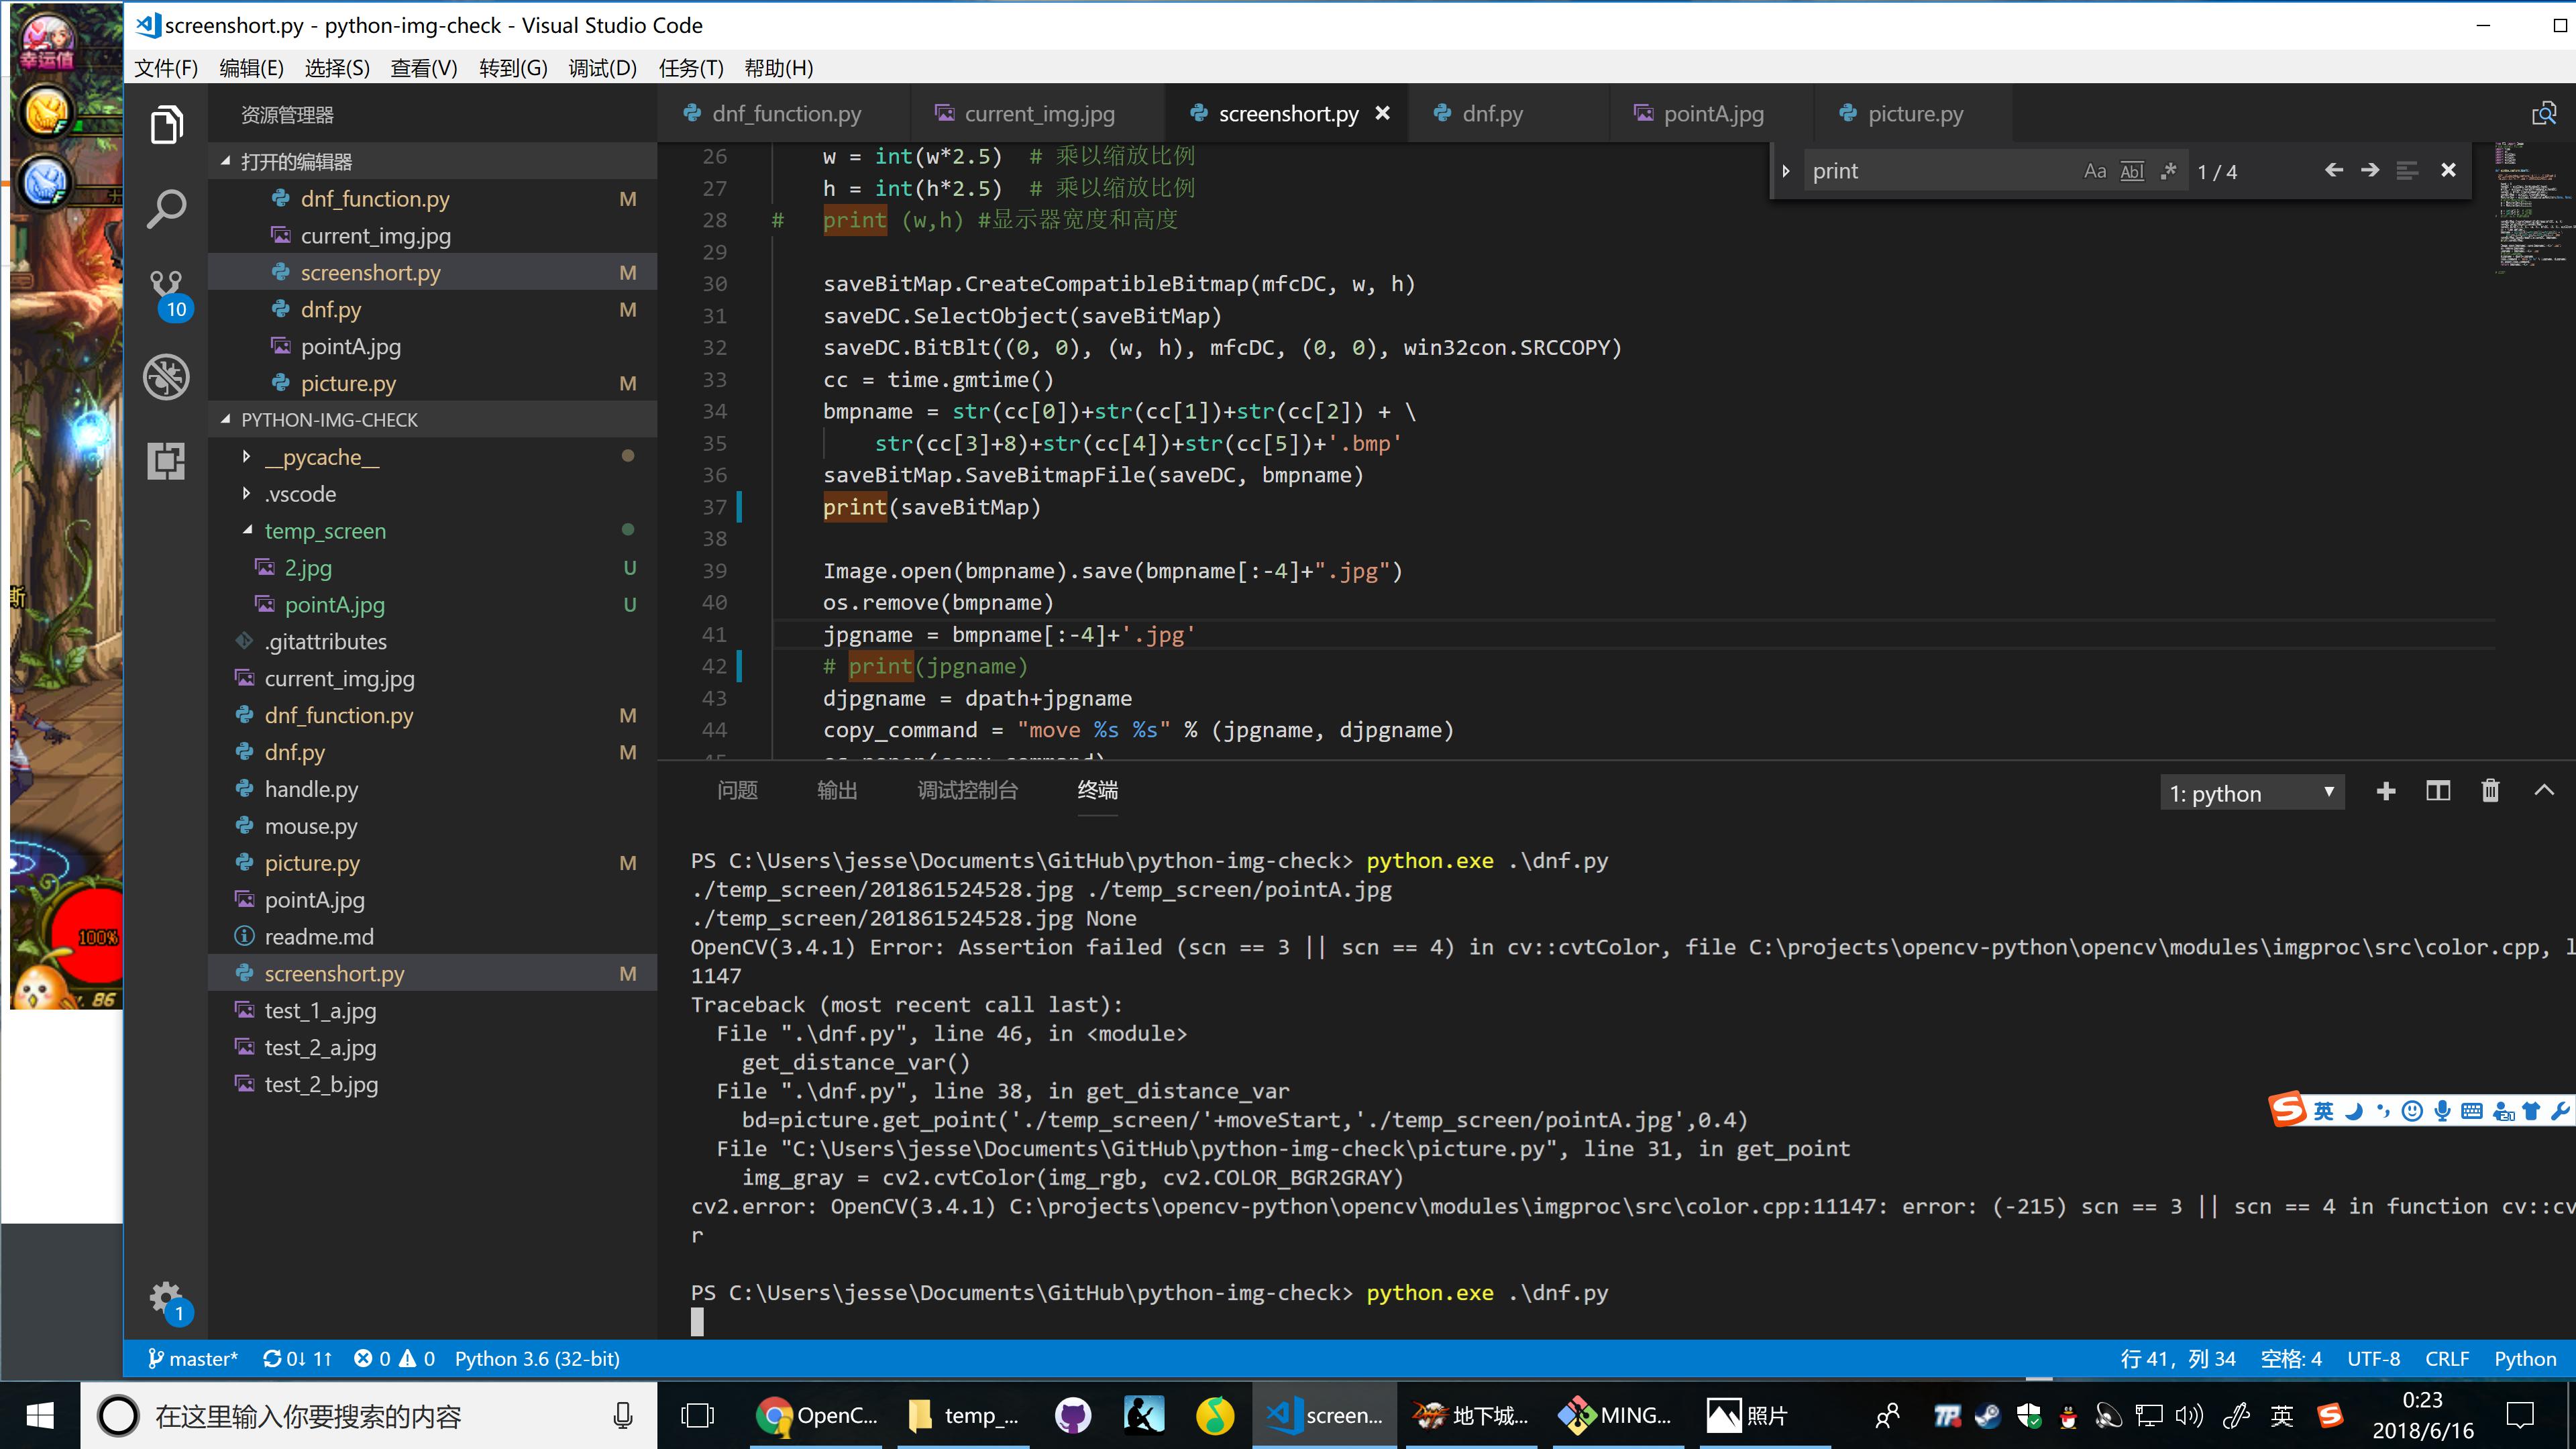 screenshort.py - python-img-check - Visual Studio Code
文件(F) 编辑(E) 选择(S) 查看(V) 转到(G) 调试(D) 任务(T) 帮助(H)
幸运值
资源管理器
打开的编辑器
dnf_function.py M
current_img.jpg
screenshort.py M
dnf.py M
pointA.jpg
picture.py M
10
PYTHON-IMG-CHECK
__pycache__
.vscode
temp_screen
2.jpg U
pointA.jpg U
.gitattributes
current_img.jpg
dnf_function.py M
dnf.py M
handle.py
mouse.py
picture.py M
pointA.jpg
readme.md
screenshort.py M
test_1_a.jpg
test_2_a.jpg
test_2_b.jpg
1
斯
100%
86
dnf_function.py current_img.jpg screenshort.py dnf.py pointA.jpg picture.py
print Aa Abl .* 1 / 4
26 w = int(w*2.5) # 乘以缩放比例
27 h = int(h*2.5) # 乘以缩放比例
28 # print (w,h) #显示器宽度和高度
29
30 saveBitMap.CreateCompatibleBitmap(mfcDC, w, h)
31 saveDC.SelectObject(saveBitMap)
32 saveDC.BitBlt((0, 0), (w, h), mfcDC, (0, 0), win32con.SRCCOPY)
33 cc = time.gmtime()
34 bmpname = str(cc[0])+str(cc[1])+str(cc[2]) + \
35 str(cc[3]+8)+str(cc[4])+str(cc[5])+'.bmp'
36 saveBitMap.SaveBitmapFile(saveDC, bmpname)
37 print(saveBitMap)
38
39 Image.open(bmpname).save(bmpname[:-4]+".jpg")
40 os.remove(bmpname)
41 jpgname = bmpname[:-4]+'.jpg'
42 # print(jpgname)
43 djpgname = dpath+jpgname
44 copy_command = "move %s %s" % (jpgname, djpgname)
问题 输出 调试控制台 终端
1: python
PS C:\Users\jesse\Documents\GitHub\python-img-check> python.exe .\dnf.py
./temp_screen/201861524528.jpg ./temp_screen/pointA.jpg
./temp_screen/201861524528.jpg None
OpenCV(3.4.1) Error: Assertion failed (scn == 3 || scn == 4) in cv::cvtColor, file C:\projects\opencv-python\opencv\modules\imgproc\src\color.cpp, l
1147
Traceback (most recent call last):
File ".\dnf.py", line 46, in <module>
get_distance_var()
File ".\dnf.py", line 38, in get_distance_var
bd=picture.get_point('./temp_screen/'+moveStart,'./temp_screen/pointA.jpg',0.4)
File "C:\Users\jesse\Documents\GitHub\python-img-check\picture.py", line 31, in get_point
img_gray = cv2.cvtColor(img_rgb, cv2.COLOR_BGR2GRAY)
cv2.error: OpenCV(3.4.1) C:\projects\opencv-python\opencv\modules\imgproc\src\color.cpp:11147: error: (-215) scn == 3 || scn == 4 in function cv::cv
r
PS C:\Users\jesse\Documents\GitHub\python-img-check> python.exe .\dnf.py
英
master* 0↓ 1↑ 0 0 Python 3.6 (32-bit) 行 41，列 34 空格: 4 UTF-8 CRLF Python
在这里输入你要搜索的内容 OpenC... temp_... screen... 地下城... MING... 照片 英 0:23
2018/6/16